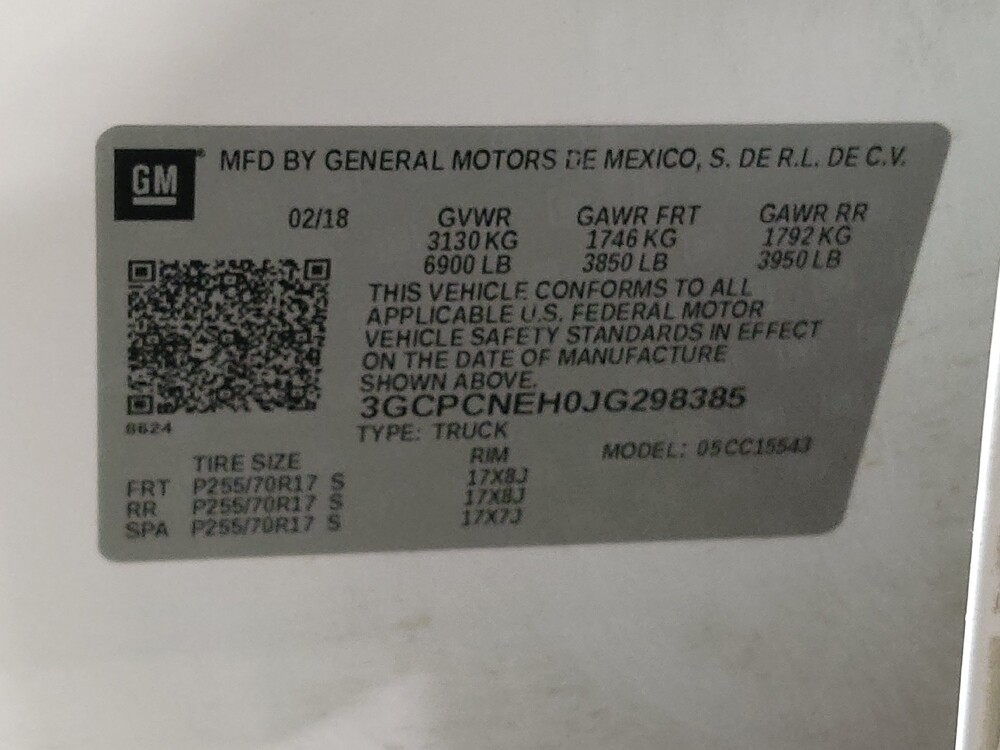 GM® MFD BY GENERAL MOTORS DE MEXICO, S. DE R.L. DE C.V.
02/18 GVWR GAWR FRT GAWR RR
3130 KG 1746 KG 1792 KG
6900 LB 3850 LB 3950 LB
THIS VEHICLE CONFORMS TO ALL
APPLICABLE U.S. FEDERAL MOTOR
VEHICLE SAFETY STANDARDS IN EFFECT
ON THE DATE OF MANUFACTURE
SHOWN ABOVE.
3GCPCNEH0JG298385
8624
TYPE: TRUCK
TIRE SIZE RIM MODEL: 05CC15543
FRT P255/70R17 S 17X8J
RR P255/70R17 S 17X8J
SPA P255/70R17 S 17X7J